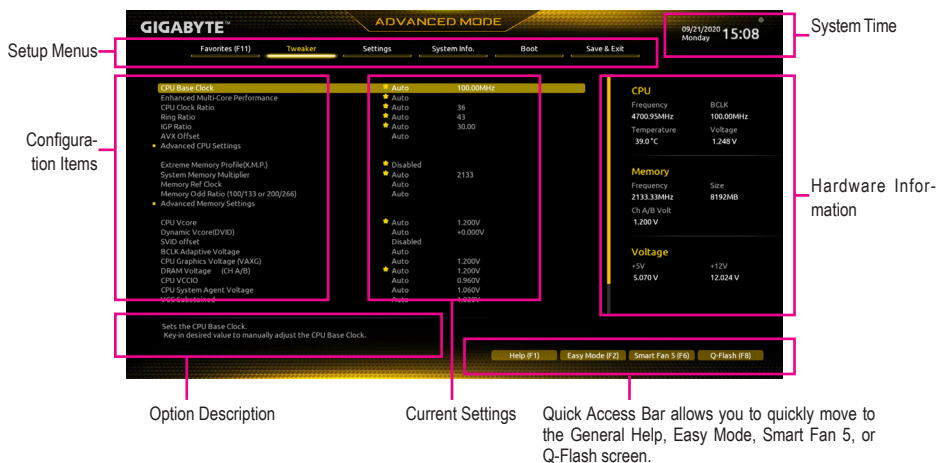 GIGABYTE™
ADVANCED MODE
09/21/2020
Monday
15:08
System Time
Setup Menus
Favorites (F11) Tweaker Settings System Info. Boot Save & Exit
Configura-
tion Items
CPU Base Clock Auto 100.00MHz
Enhanced Multi-Core Performance Auto
CPU Clock Ratio Auto 36
Ring Ratio Auto 43
IGP Ratio Auto 30.00
AVX Offset Auto
Advanced CPU Settings
Extreme Memory Profile(X.M.P.) Disabled
System Memory Multiplier Auto 2133
Memory Ref Clock Auto
Memory Odd Ratio (100/133 or 200/266) Auto
Advanced Memory Settings
CPU Vcore Auto 1.200V
Dynamic Vcore(DVID) Auto +0.000V
SVID offset Disabled
BCLK Adaptive Voltage Auto
CPU Graphics Voltage (VAXG) Auto 1.200V
DRAM Voltage (CH A/B) Auto 1.200V
CPU VCCIO Auto 0.960V
CPU System Agent Voltage Auto 1.060V
Auto
CPU
Frequency BCLK
4700.95MHz 100.00MHz
Temperature Voltage
39.0 °C 1.248 V
Memory
Frequency Size
2133.33MHz 8192MB
Ch A/B Volt
1.200 V
Voltage
+5V +12V
5.070 V 12.024 V
Hardware Infor-
mation
Sets the CPU Base Clock.
Key-in desired value to manually adjust the CPU Base Clock.
Help (F1) Easy Mode (F2) Smart Fan 5 (F6) Q-Flash (F8)
Option Description
Current Settings
Quick Access Bar allows you to quickly move to
the General Help, Easy Mode, Smart Fan 5, or
Q-Flash screen.